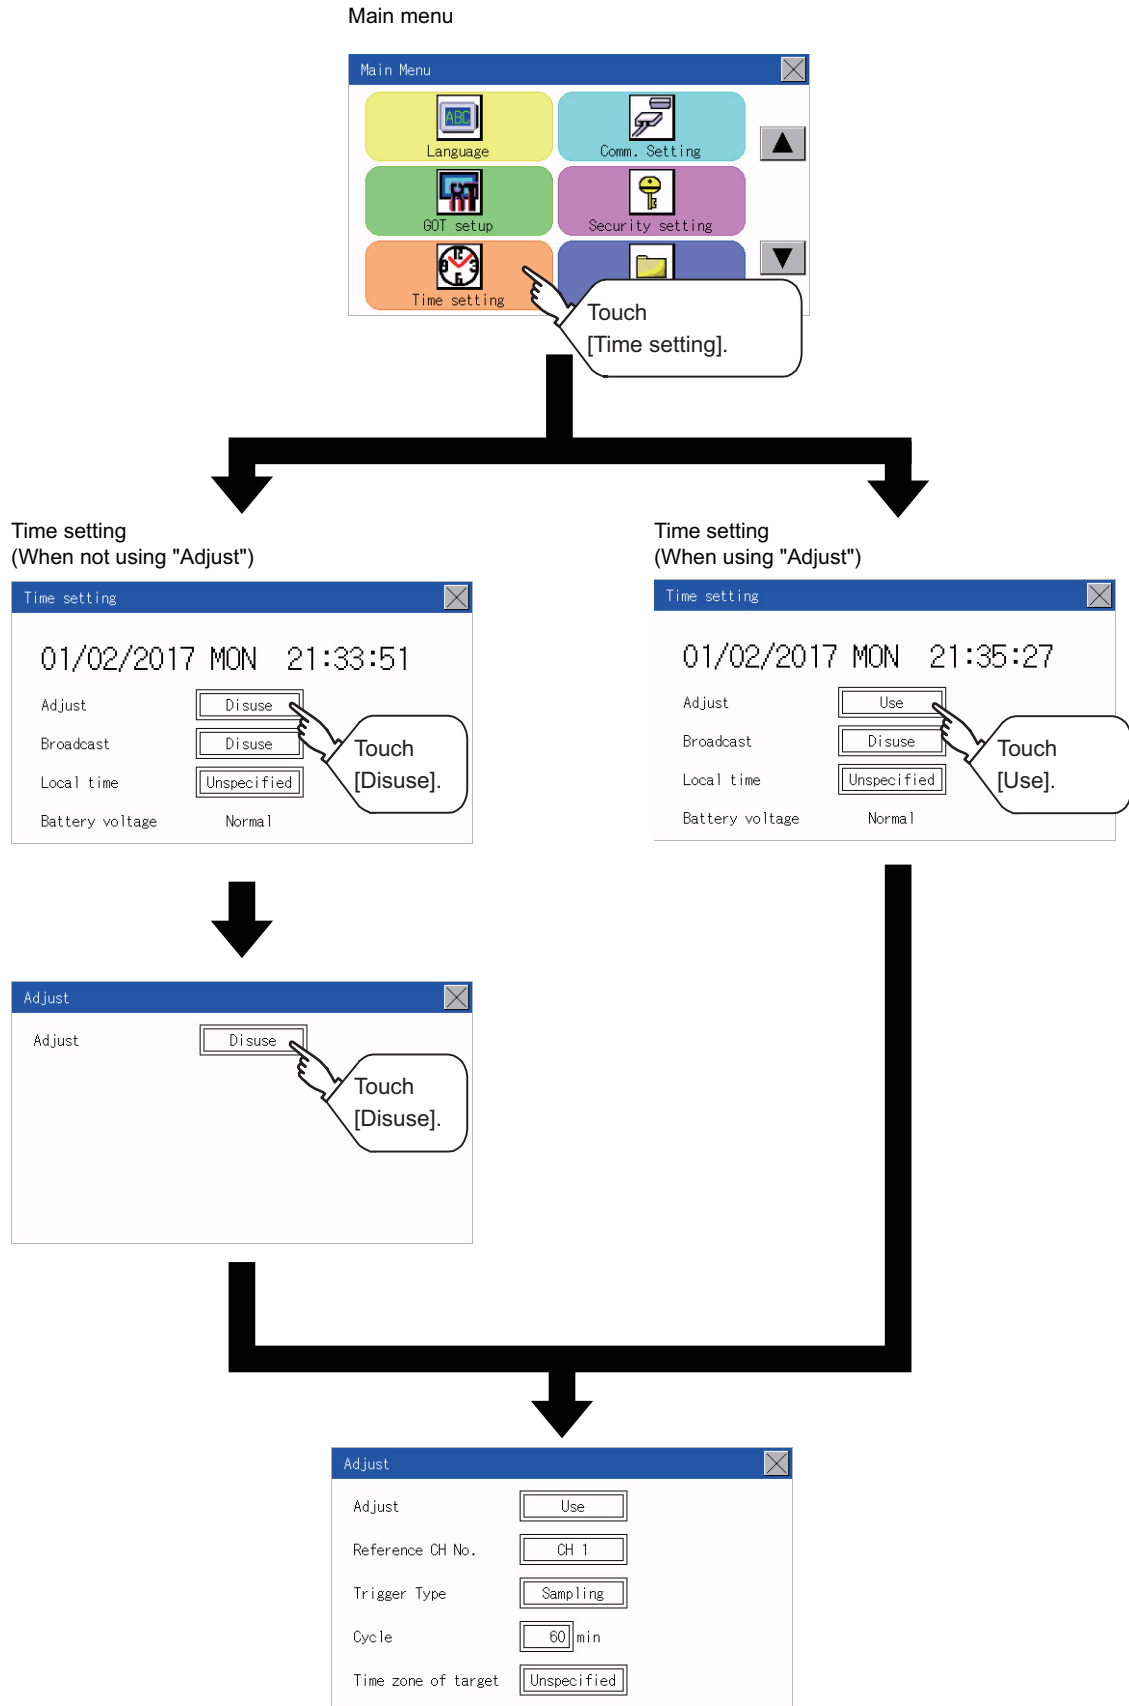 Main menu
Main Menu
ABC
Language
Comm. Setting
GOT setup
Security setting
Time setting
Touch
[Time setting].
Time setting
(When not using "Adjust")
Time setting
01/02/2017 MON 21:33:51
Adjust Disuse
Broadcast Disuse
Local time Unspecified
Battery voltage Normal
Touch
[Disuse].
Time setting
(When using "Adjust")
Time setting
01/02/2017 MON 21:35:27
Adjust Use
Broadcast Disuse
Local time Unspecified
Battery voltage Normal
Touch
[Use].
Adjust
Adjust Disuse
Touch
[Disuse].
Adjust
Adjust Use
Reference CH No. CH 1
Trigger Type Sampling
Cycle 60 min
Time zone of target Unspecified